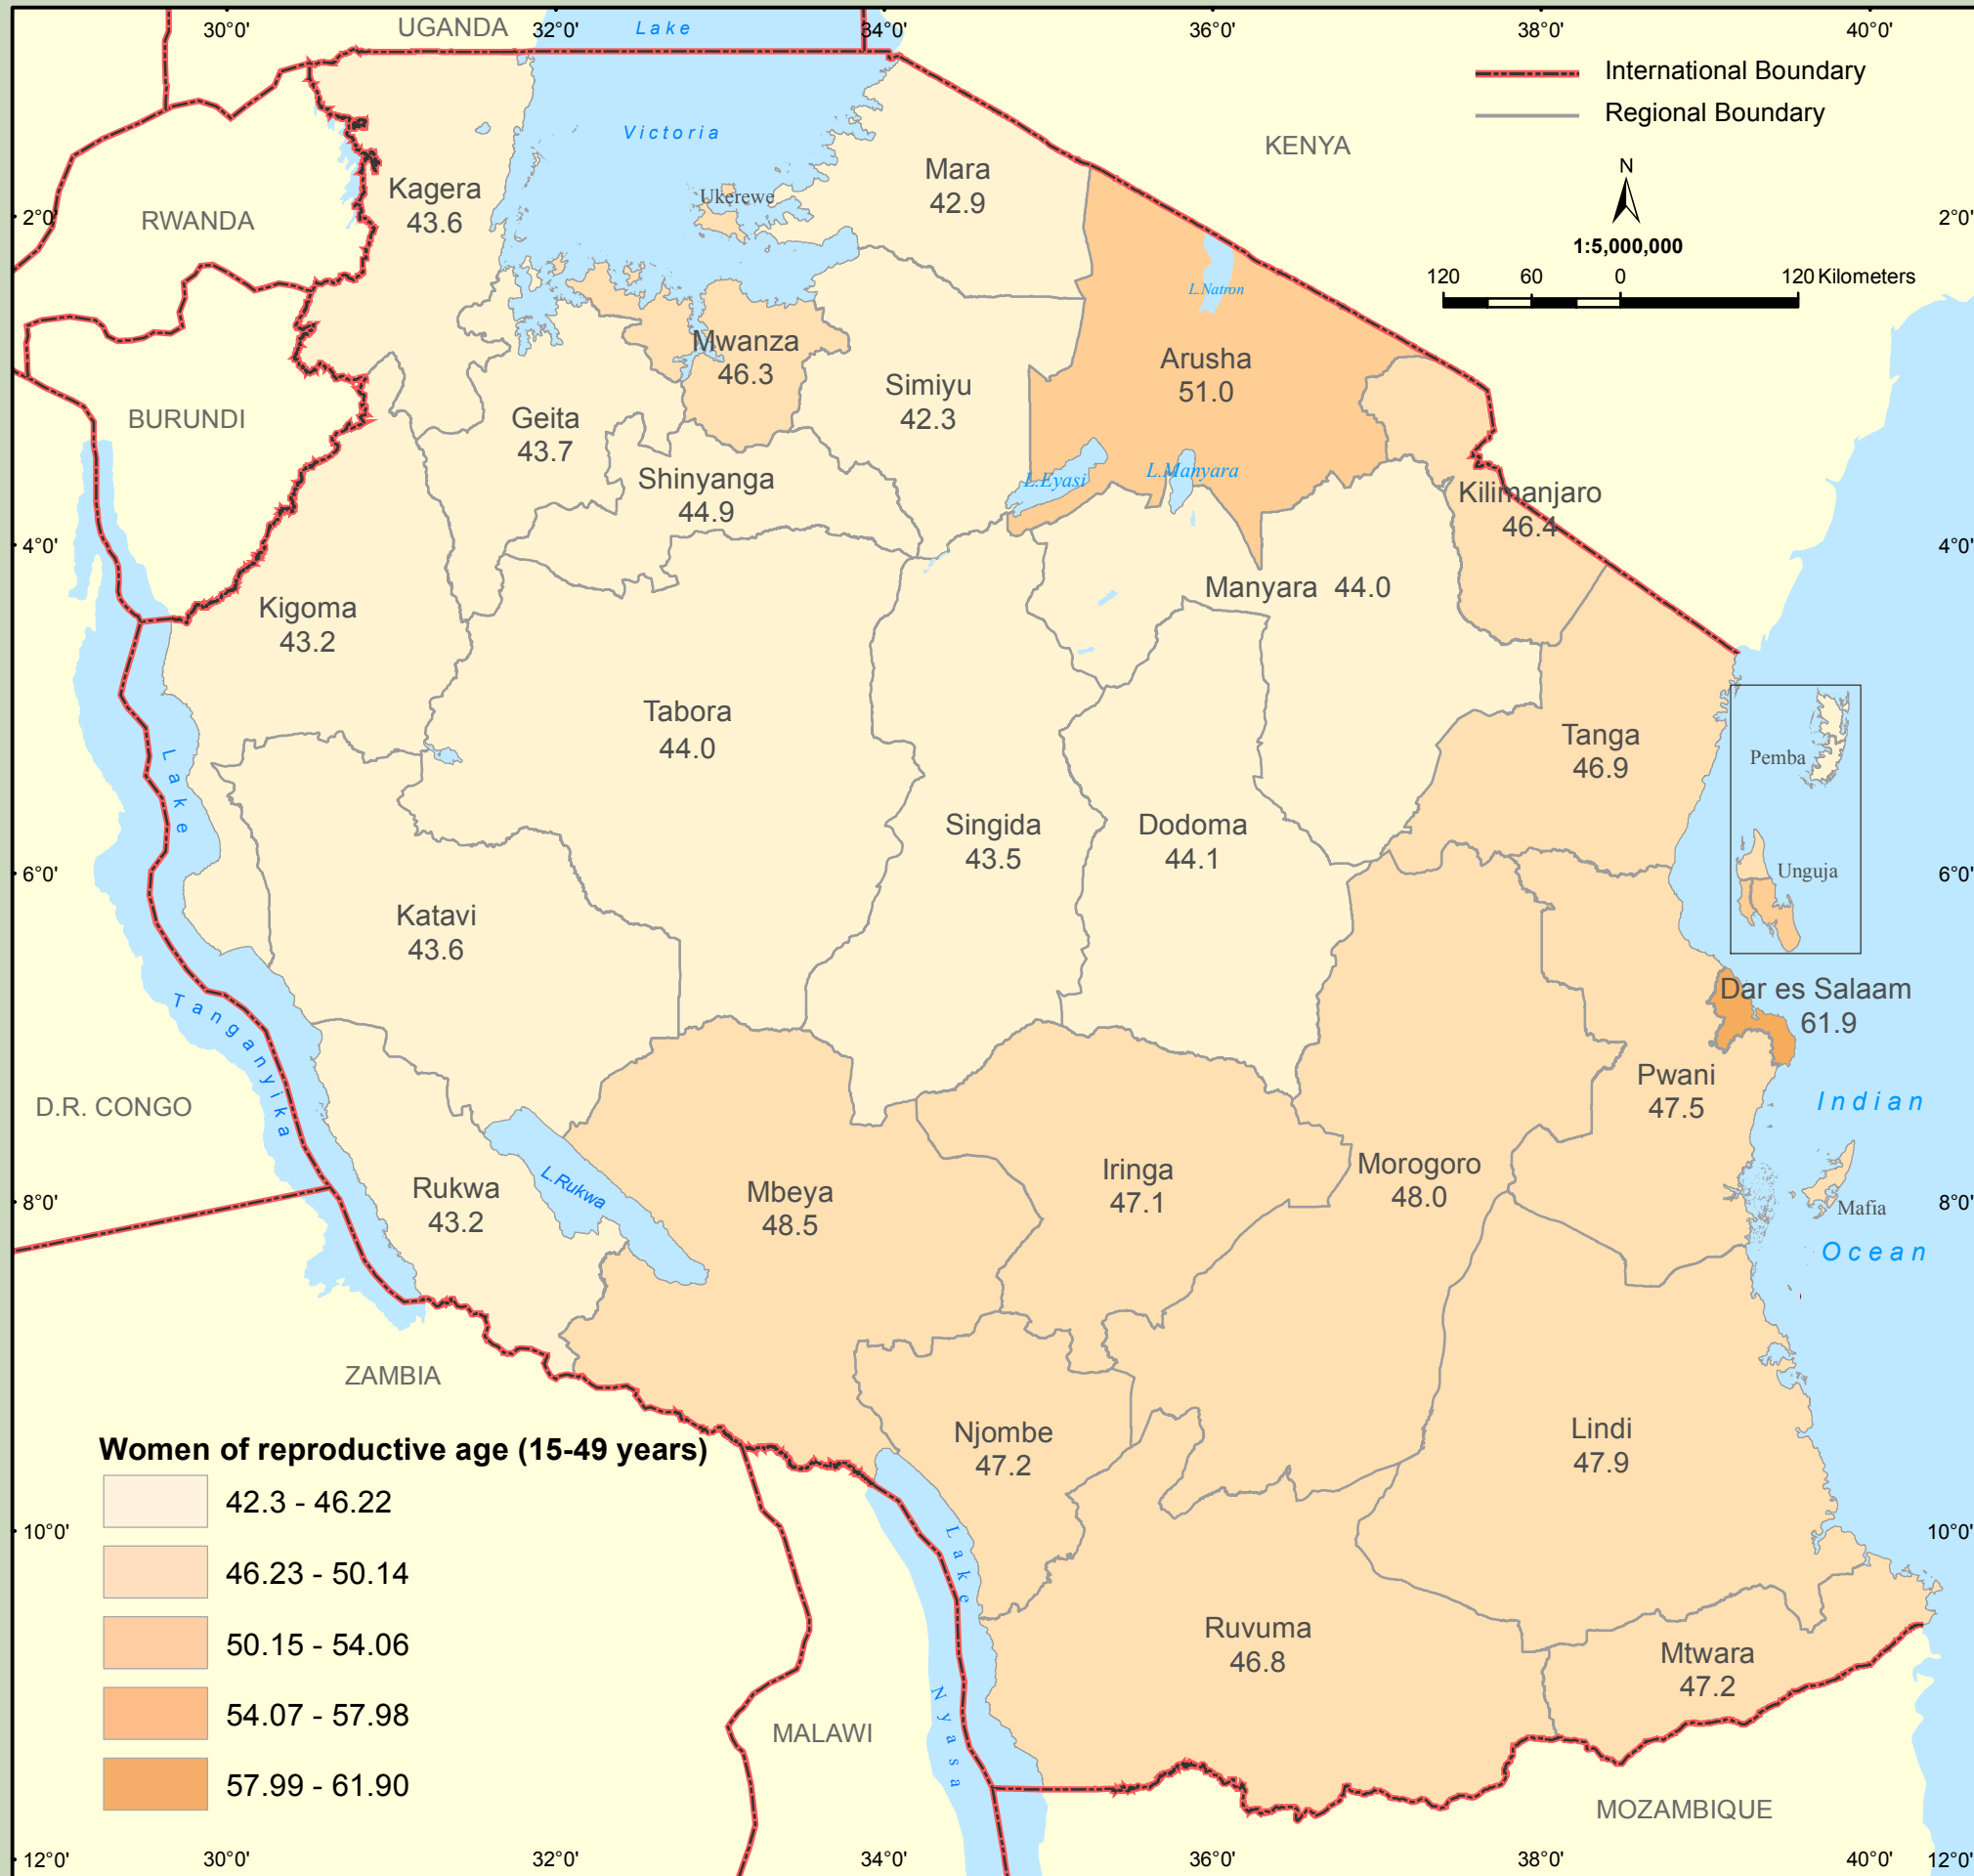 30°0'
UGANDA
32°0'
Lake
34°0'
36°0'
38°0'
40°0'
International Boundary
Regional Boundary
Victoria
KENYA
N
1:5,000,000
120 60 0 120 Kilometers
Mara
42.9
Kagera
43.6
Ukerewe
RWANDA
2°0'
2°0'
L.Natron
Mwanza
46.3
Arusha
51.0
Simiyu
42.3
BURUNDI
Geita
43.7
Shinyanga
44.9
L.Eyasi
L.Manyara
Kilimanjaro
46.4
4°0'
4°0'
Manyara 44.0
Kigoma
43.2
Tabora
44.0
Tanga
46.9
Pemba
Lake
Singida
43.5
Dodoma
44.1
6°0'
6°0'
Unguja
Katavi
43.6
Dar es Salaam
61.9
Tanganyika
D.R. CONGO
Pwani
47.5
Indian
Rukwa
43.2
L.Rukwa
Mbeya
48.5
Iringa
47.1
Morogoro
48.0
8°0'
8°0'
Mafia
Ocean
ZAMBIA
Njombe
47.2
Lindi
47.9
Women of reproductive age (15-49 years)
42.3 - 46.22
46.23 - 50.14
50.15 - 54.06
54.07 - 57.98
57.99 - 61.90
10°0'
10°0'
Lake
Nyasa
Ruvuma
46.8
Mtwara
47.2
MALAWI
MOZAMBIQUE
12°0'
30°0'
32°0'
34°0'
36°0'
38°0'
40°0'
12°0'